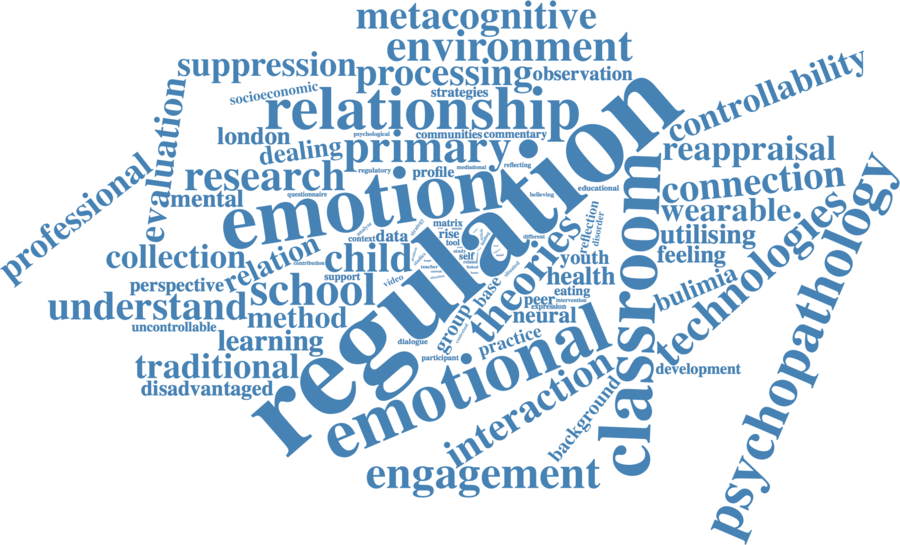 metacognitive
environment
suppression
processing
observation
socioeconomic
strategies
relationship
controllability
london
psychological
communities
commentary
dealing
primary
reappraisal
evaluation
regulatory
mediational
reflecting
professional
research
profile
connection
mental
questionnaire
emotion
believing
educational
wearable
regulation
matrix
reflection
disorder
utilising
context
data
rise
different
tool
collection
relation
child
study
self
theories
youth
feeling
contribution
classroom
perspective
support
video
teacher
health
bulimia
technologies
psychopathology
understand
school
base
eating
peer
intervention
expression
uncontrollable
method
group
neural
learning
dialogue
practice
traditional
participant
emotional
development
disadvantaged
interaction
background
engagement